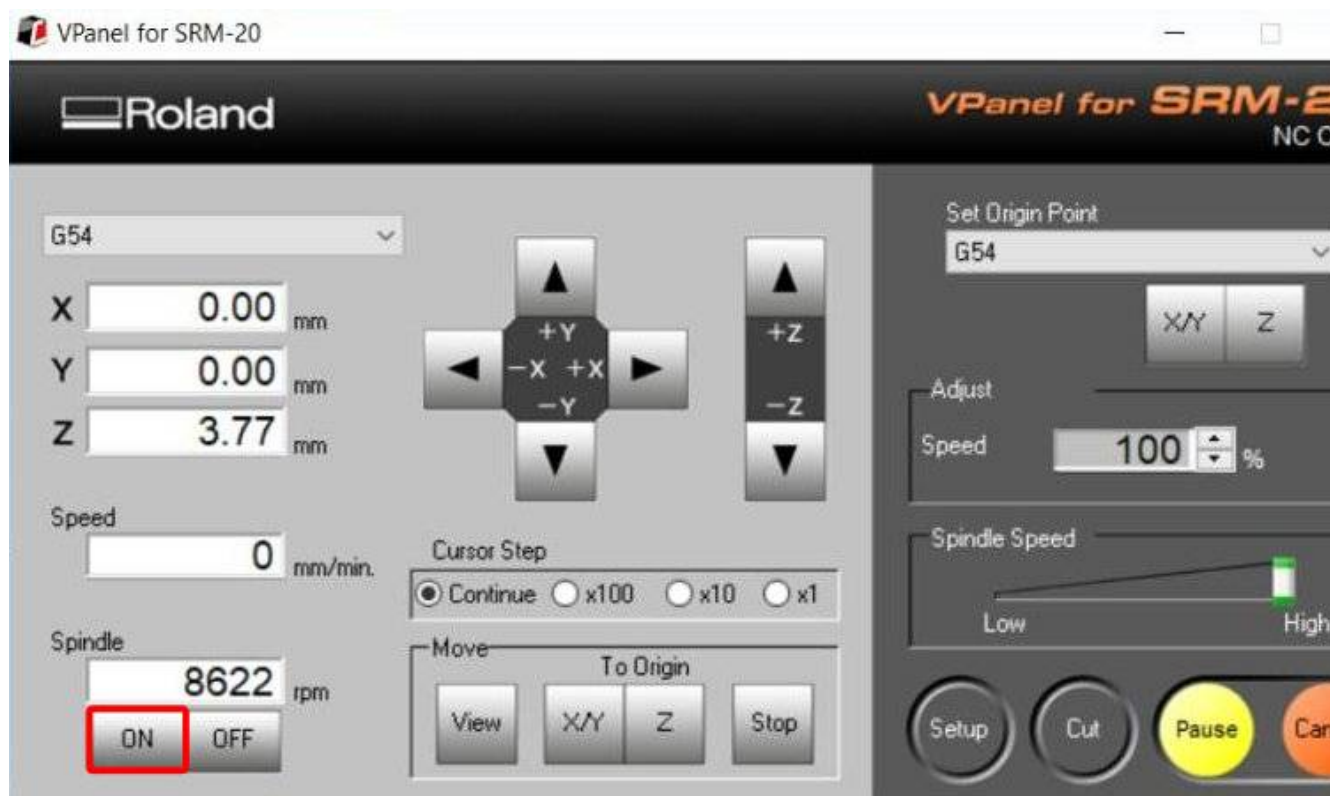 VPanel for SRM-20
Roland
VPanel for SRM-2
NC C
G54
X 0.00 mm
Y 0.00 mm
Z 3.77 mm
+Y
-X +X
-Y
+Z
-Z
Speed
0 mm/min.
Spindle
8622 rpm
ON OFF
Cursor Step
Continue x100 x10 x1
Move
To Origin
View X/Y Z Stop
Set Origin Point
G54
X/Y Z
Adjust
Speed 100 %
Spindle Speed
Low High
Setup Cut Pause Can